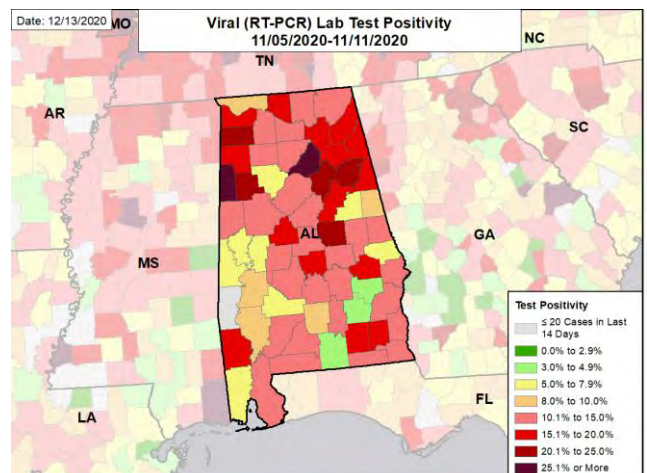 Date: 12/13/2020
Viral (RT-PCR) Lab Test Positivity
11/05/2020-11/11/2020
MO
NC
TN
AR
SC
AL
MS
GA
LA
FL
Test Positivity
≤ 20 Cases in Last
14 Days
0.0% to 2.9%
3.0% to 4.9%
5.0% to 7.9%
8.0% to 10.0%
10.1% to 15.0%
15.1% to 20.0%
20.1% to 25.0%
25.1% or More